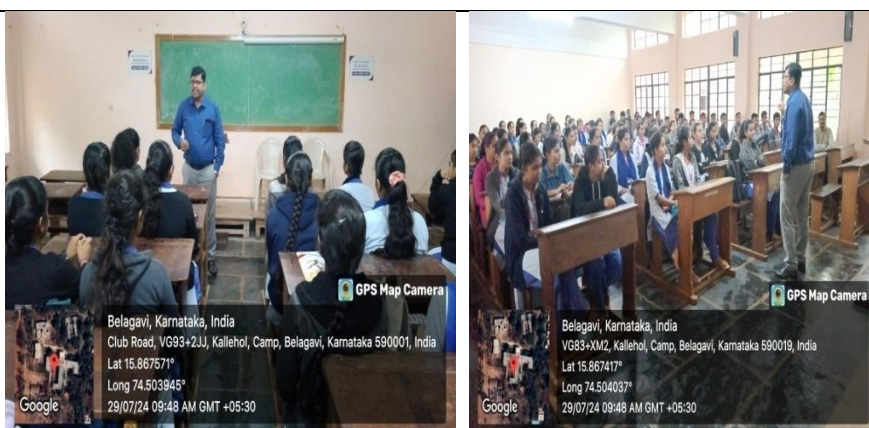 GPS Map Camera
Belagavi, Karnataka, India
Club Road, VG93+2JJ, Kallehol, Camp, Belagavi, Karnataka 590001, India
Lat 15.867571°
Long 74.503945°
29/07/24 09:48 AM GMT +05:30
Google
GPS Map Camera
Belagavi, Karnataka, India
VG83+XM2, Kallehol, Camp, Belagavi, Karnataka 590019, India
Lat 15.867417°
Long 74.504037°
29/07/24 09:48 AM GMT +05:30
Google